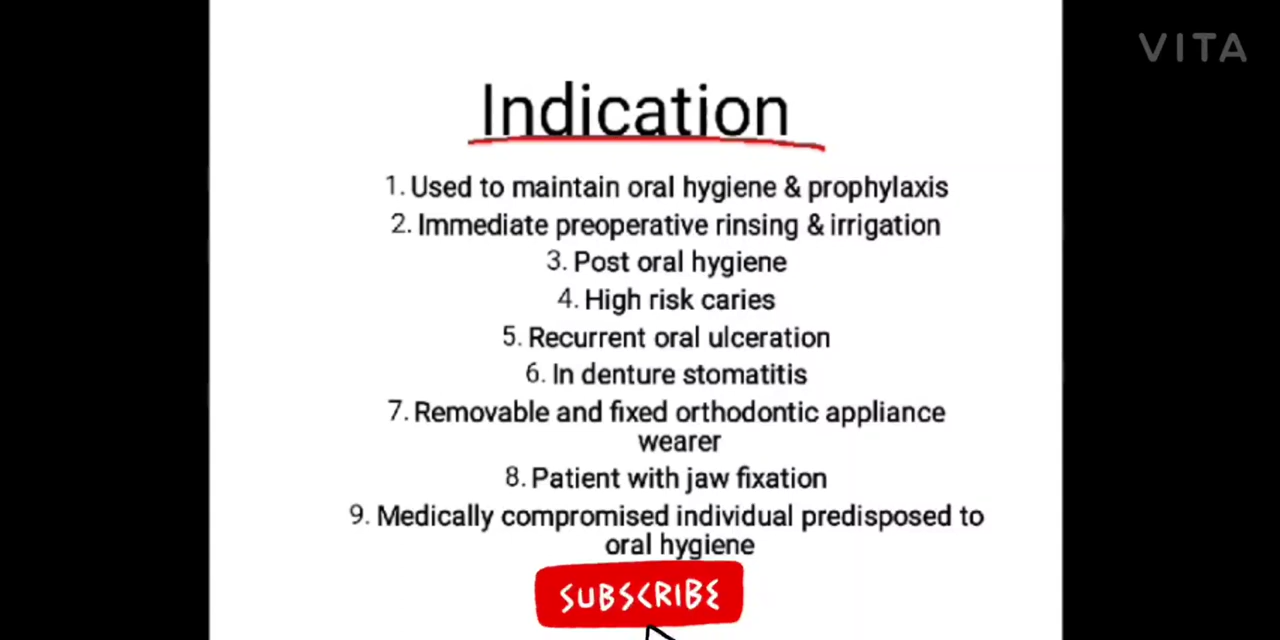 VITA
Indication
1. Used to maintain oral hygiene & prophylaxis
2. Immediate preoperative rinsing & irrigation
3. Post oral hygiene
4. High risk caries
5. Recurrent oral ulceration
6. In denture stomatitis
7. Removable and fixed orthodontic appliance
wearer
8. Patient with jaw fixation
9. Medically compromised individual predisposed to
oral hygiene
SUBSCRIBE